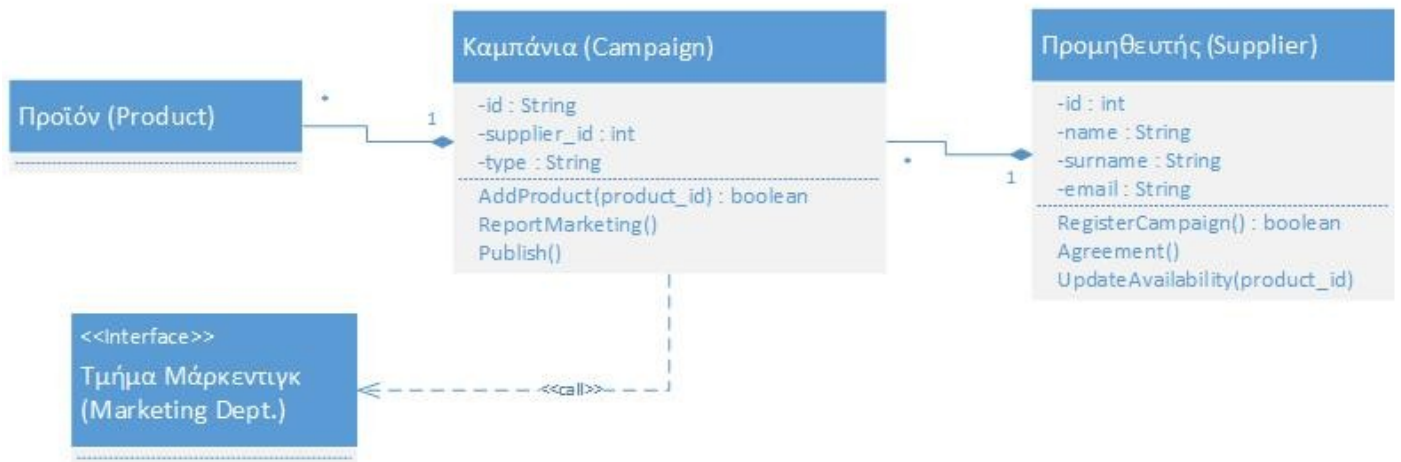 Προϊόν (Product)
*
1
Καμπάνια (Campaign)
-id : String
-supplier_id : int
-type : String
AddProduct(product_id) : boolean
ReportMarketing()
Publish()
*
1
Προμηθευτής (Supplier)
-id : int
-name : String
-surname : String
-email : String
RegisterCampaign() : boolean
Agreement()
UpdateAvailability(product_id)
<<Interface>>
Τμήμα Μάρκεντιγκ
(Marketing Dept.)
<<call>>